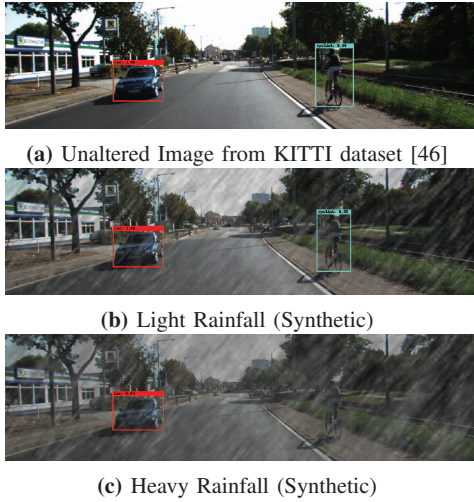 (a) Unaltered Image from KITTI dataset [46]
(b) Light Rainfall (Synthetic)
(c) Heavy Rainfall (Synthetic)